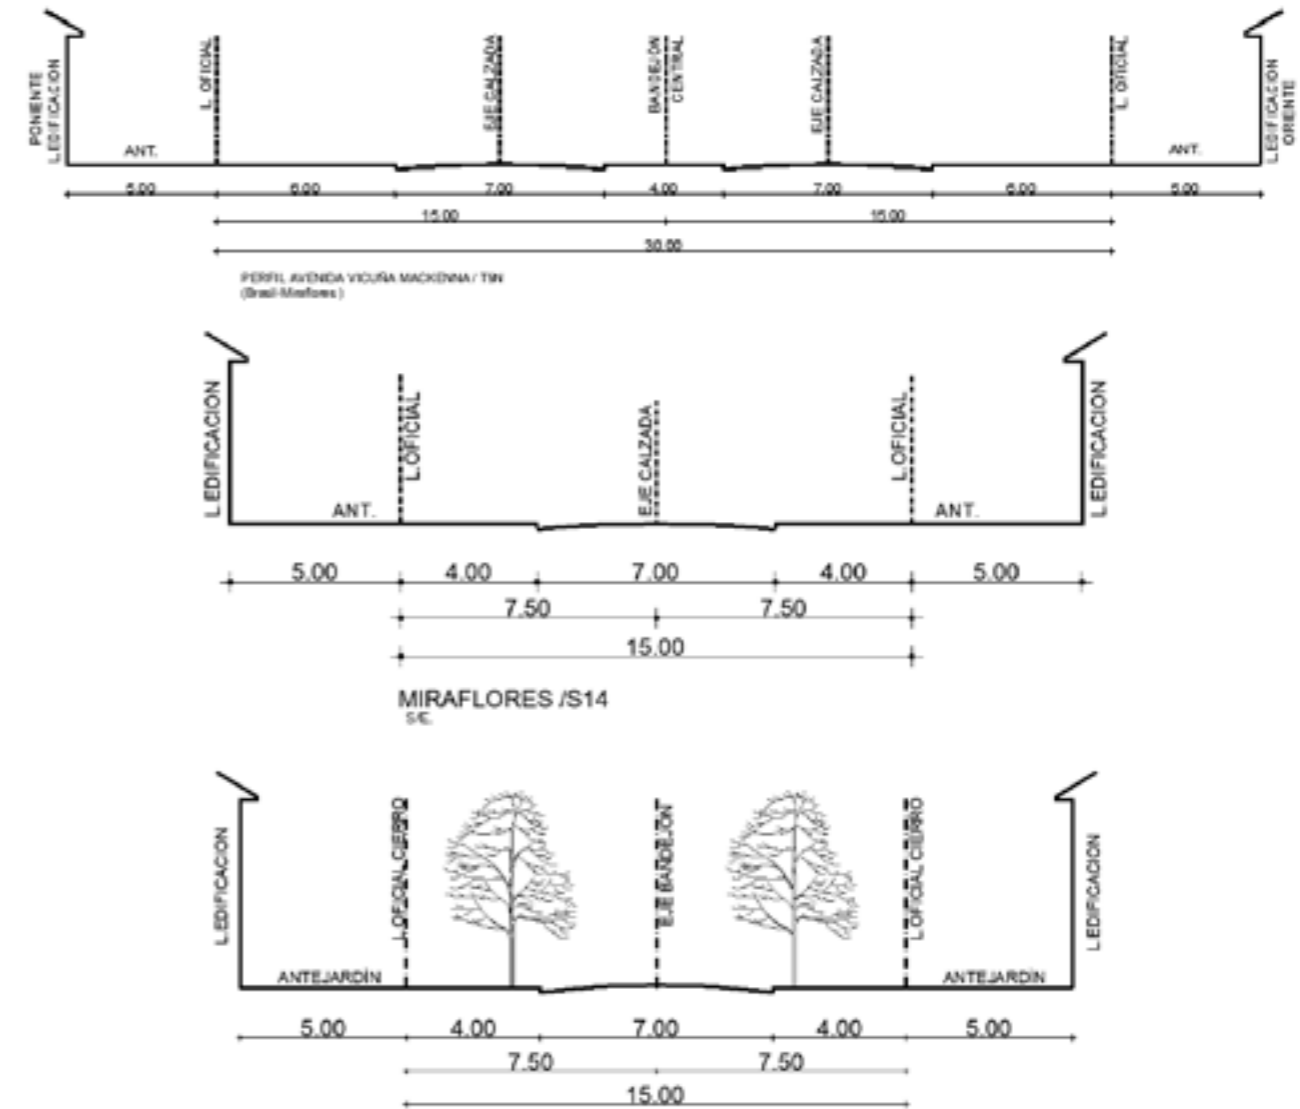 PONIENTE
L.EDIFICACION
L. OFICIAL
EJE CALZADA
BANDEJON
CENTRAL
EJE CALZADA
L. OFICIAL
L.EDIFICACION
ORIENTE
ANT.
ANT.
5.00 6.00 7.00 4.00 7.00 6.00 5.00
15.00 15.00
30.00
PERFIL AVENIDA VICUÑA MACKENNA / T9N
(Brasil-Miraflores )
L.EDIFICACION
L.OFICIAL
EJE CALZADA
L.OFICIAL
L.EDIFICACION
ANT.
ANT.
5.00 4.00 7.00 4.00 5.00
7.50 7.50
15.00
MIRAFLORES /S14
S/E.
L.EDIFICACION
L.OFICIAL CIERRO
EJE BANDEJON
L.OFICIAL CIERRO
L.EDIFICACION
ANTEJARDÍN
ANTEJARDÍN
5.00 4.00 7.00 4.00 5.00
7.50 7.50
15.00